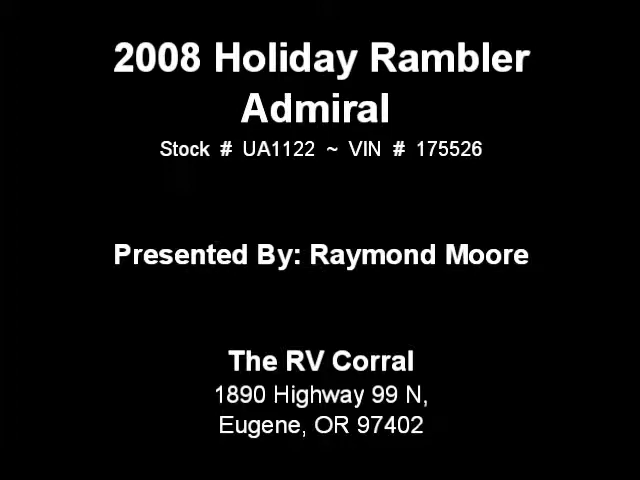 2008 Holiday Rambler
Admiral
Stock # UA1122 ~ VIN # 175526
Presented By: Raymond Moore
The RV Corral
1890 Highway 99 N,
Eugene, OR 97402